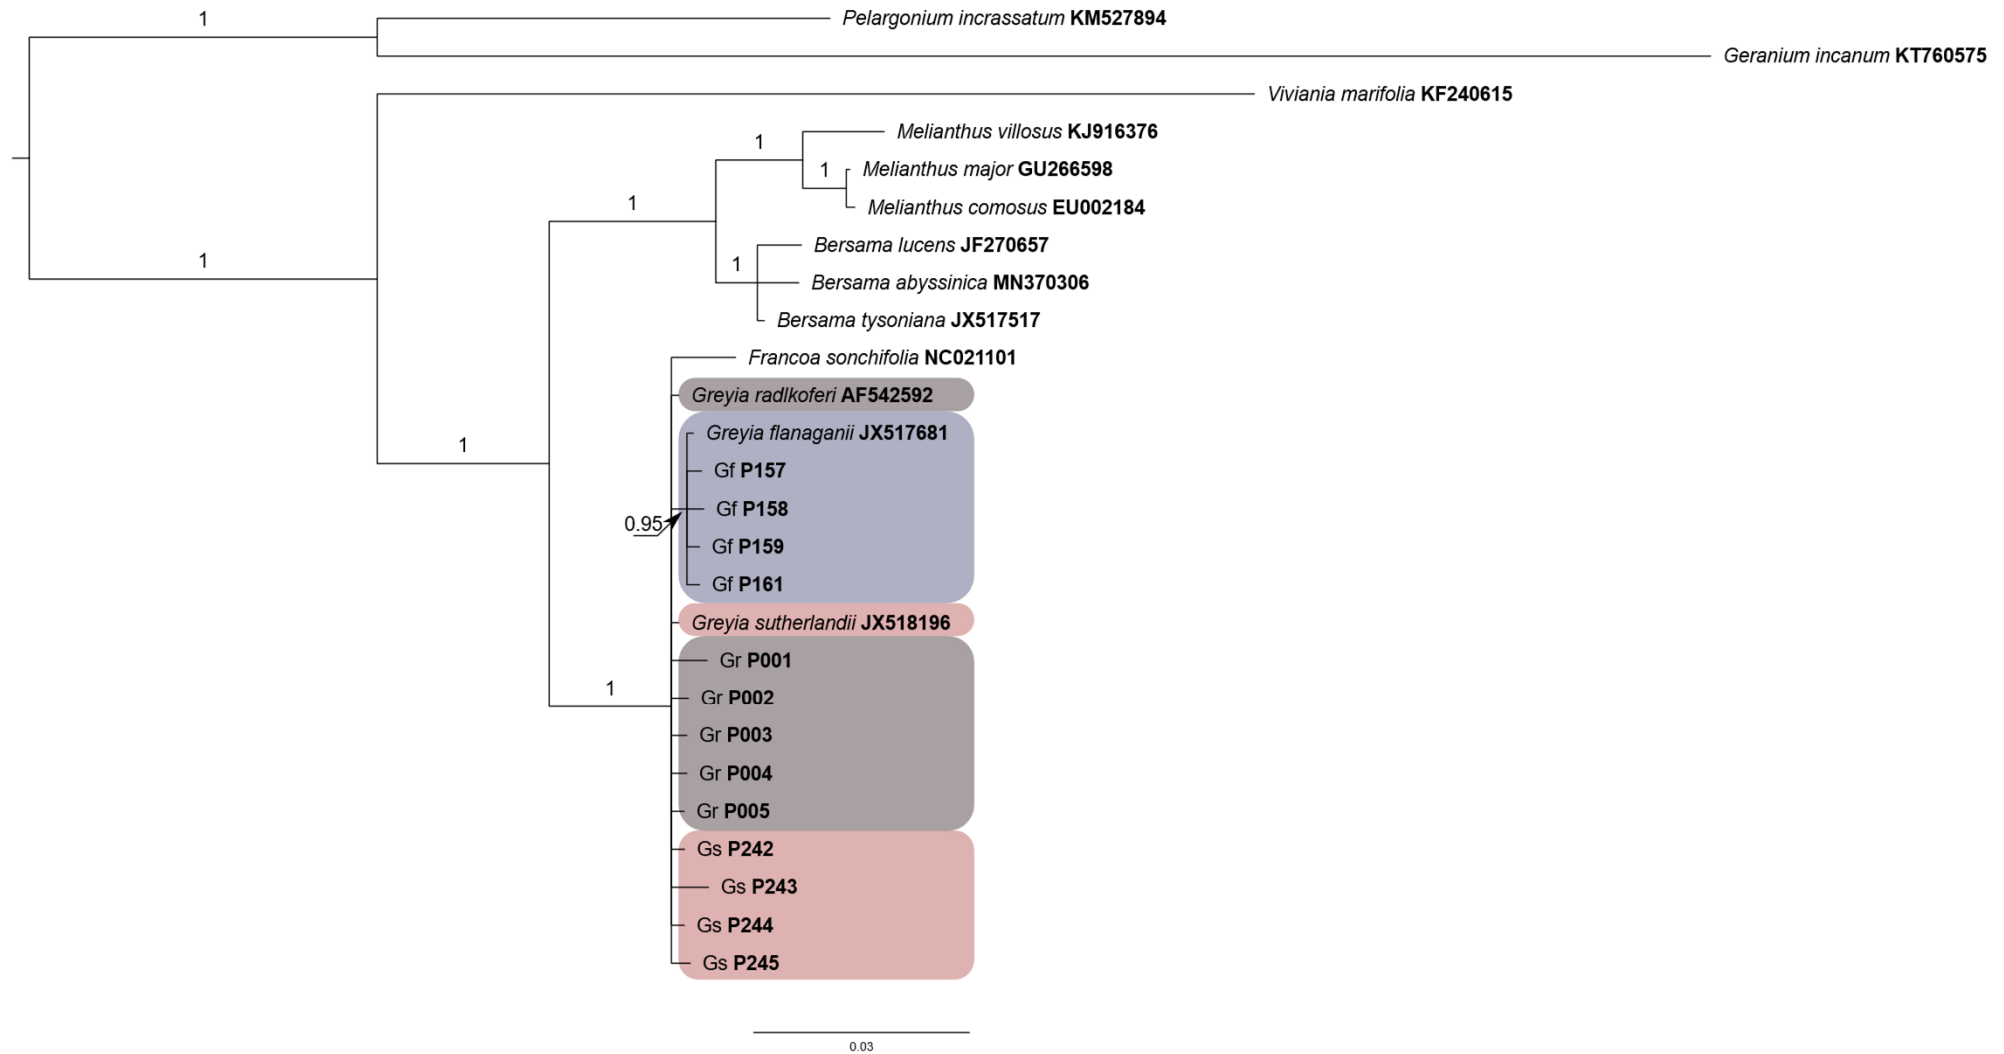 1
Pelargonium incrassatum KM527894
Geranium incanum KT760575
Viviania marifolia KF240615
Melianthus villosus KJ916376
1
Melianthus major GU266598
1
Melianthus comosus EU002184
1
Bersama lucens JF270657
1
1
Bersama abyssinica MN370306
Bersama tysoniana JX517517
Francoa sonchifolia NC021101
Greyia radlkoferi AF542592
Greyia flanaganii JX517681
1
Gf P157
Gf P158
0.95
Gf P159
Gf P161
Greyia sutherlandii JX518196
Gr P001
1
Gr P002
Gr P003
Gr P004
Gr P005
Gs P242
Gs P243
Gs P244
Gs P245
0.03